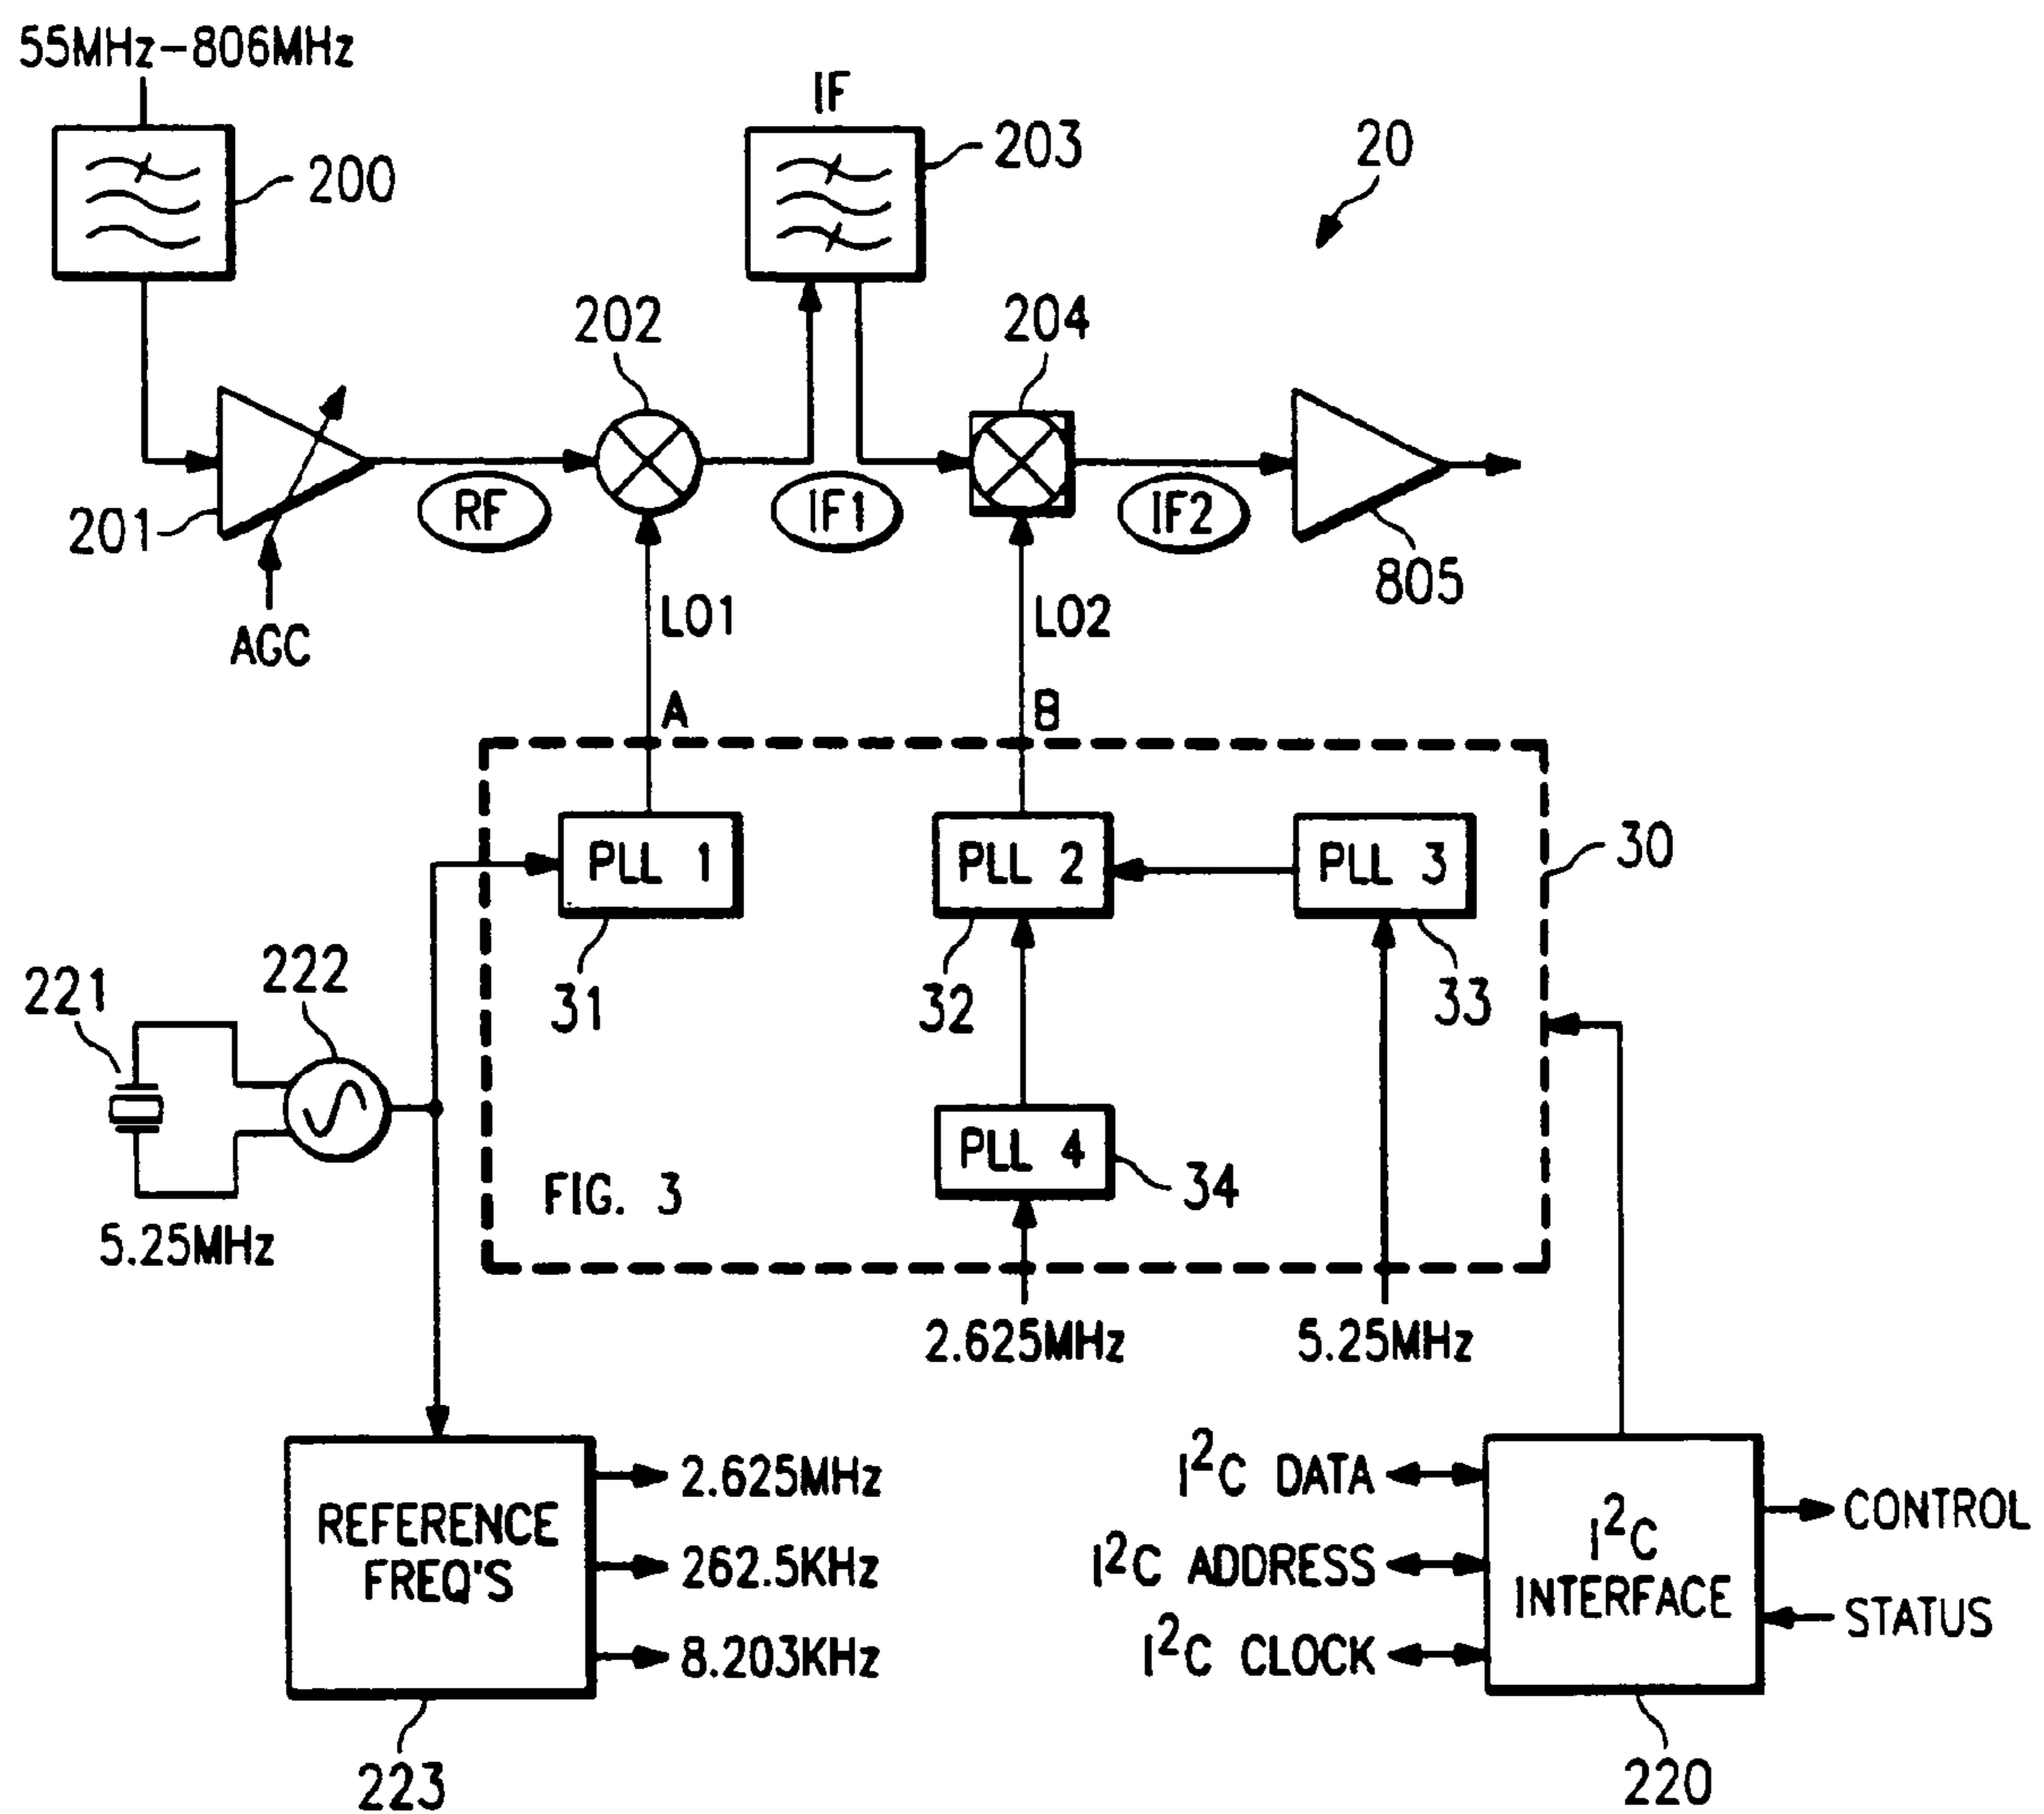 55MHz-806MHz
IF
200
203
20
202
204
201
RF
IF1
IF2
805
AGC
LO1
LO2
A
B
PLL 1
PLL 2
PLL 3
30
31
32
33
221
222
PLL 4
34
FIG. 3
5.25MHz
2.625MHz
5.25MHz
REFERENCE
FREQ'S
2.625MHz
262.5KHz
8.203KHz
I²C DATA
I²C ADDRESS
I²C CLOCK
I²C
INTERFACE
CONTROL
STATUS
223
220